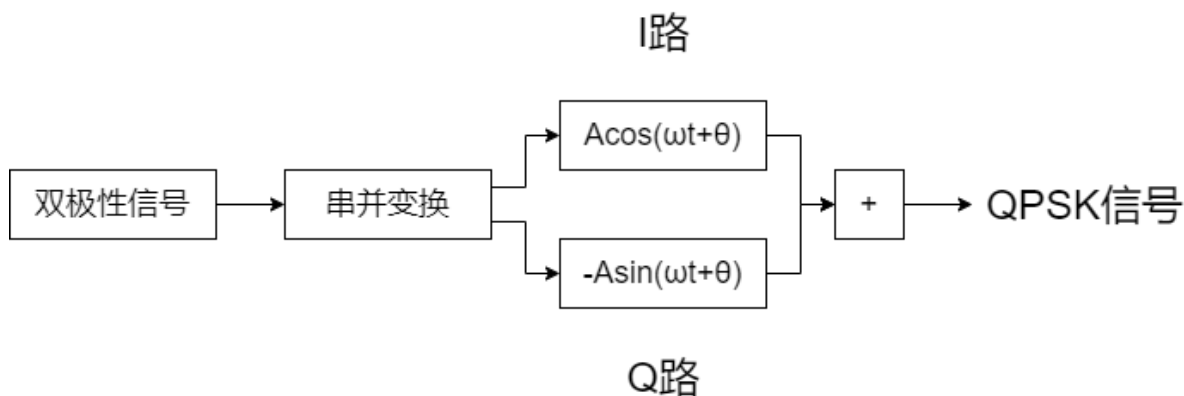 I路
双极性信号
串并变换
Acos(ωt+θ)
-Asin(ωt+θ)
+
QPSK信号
Q路